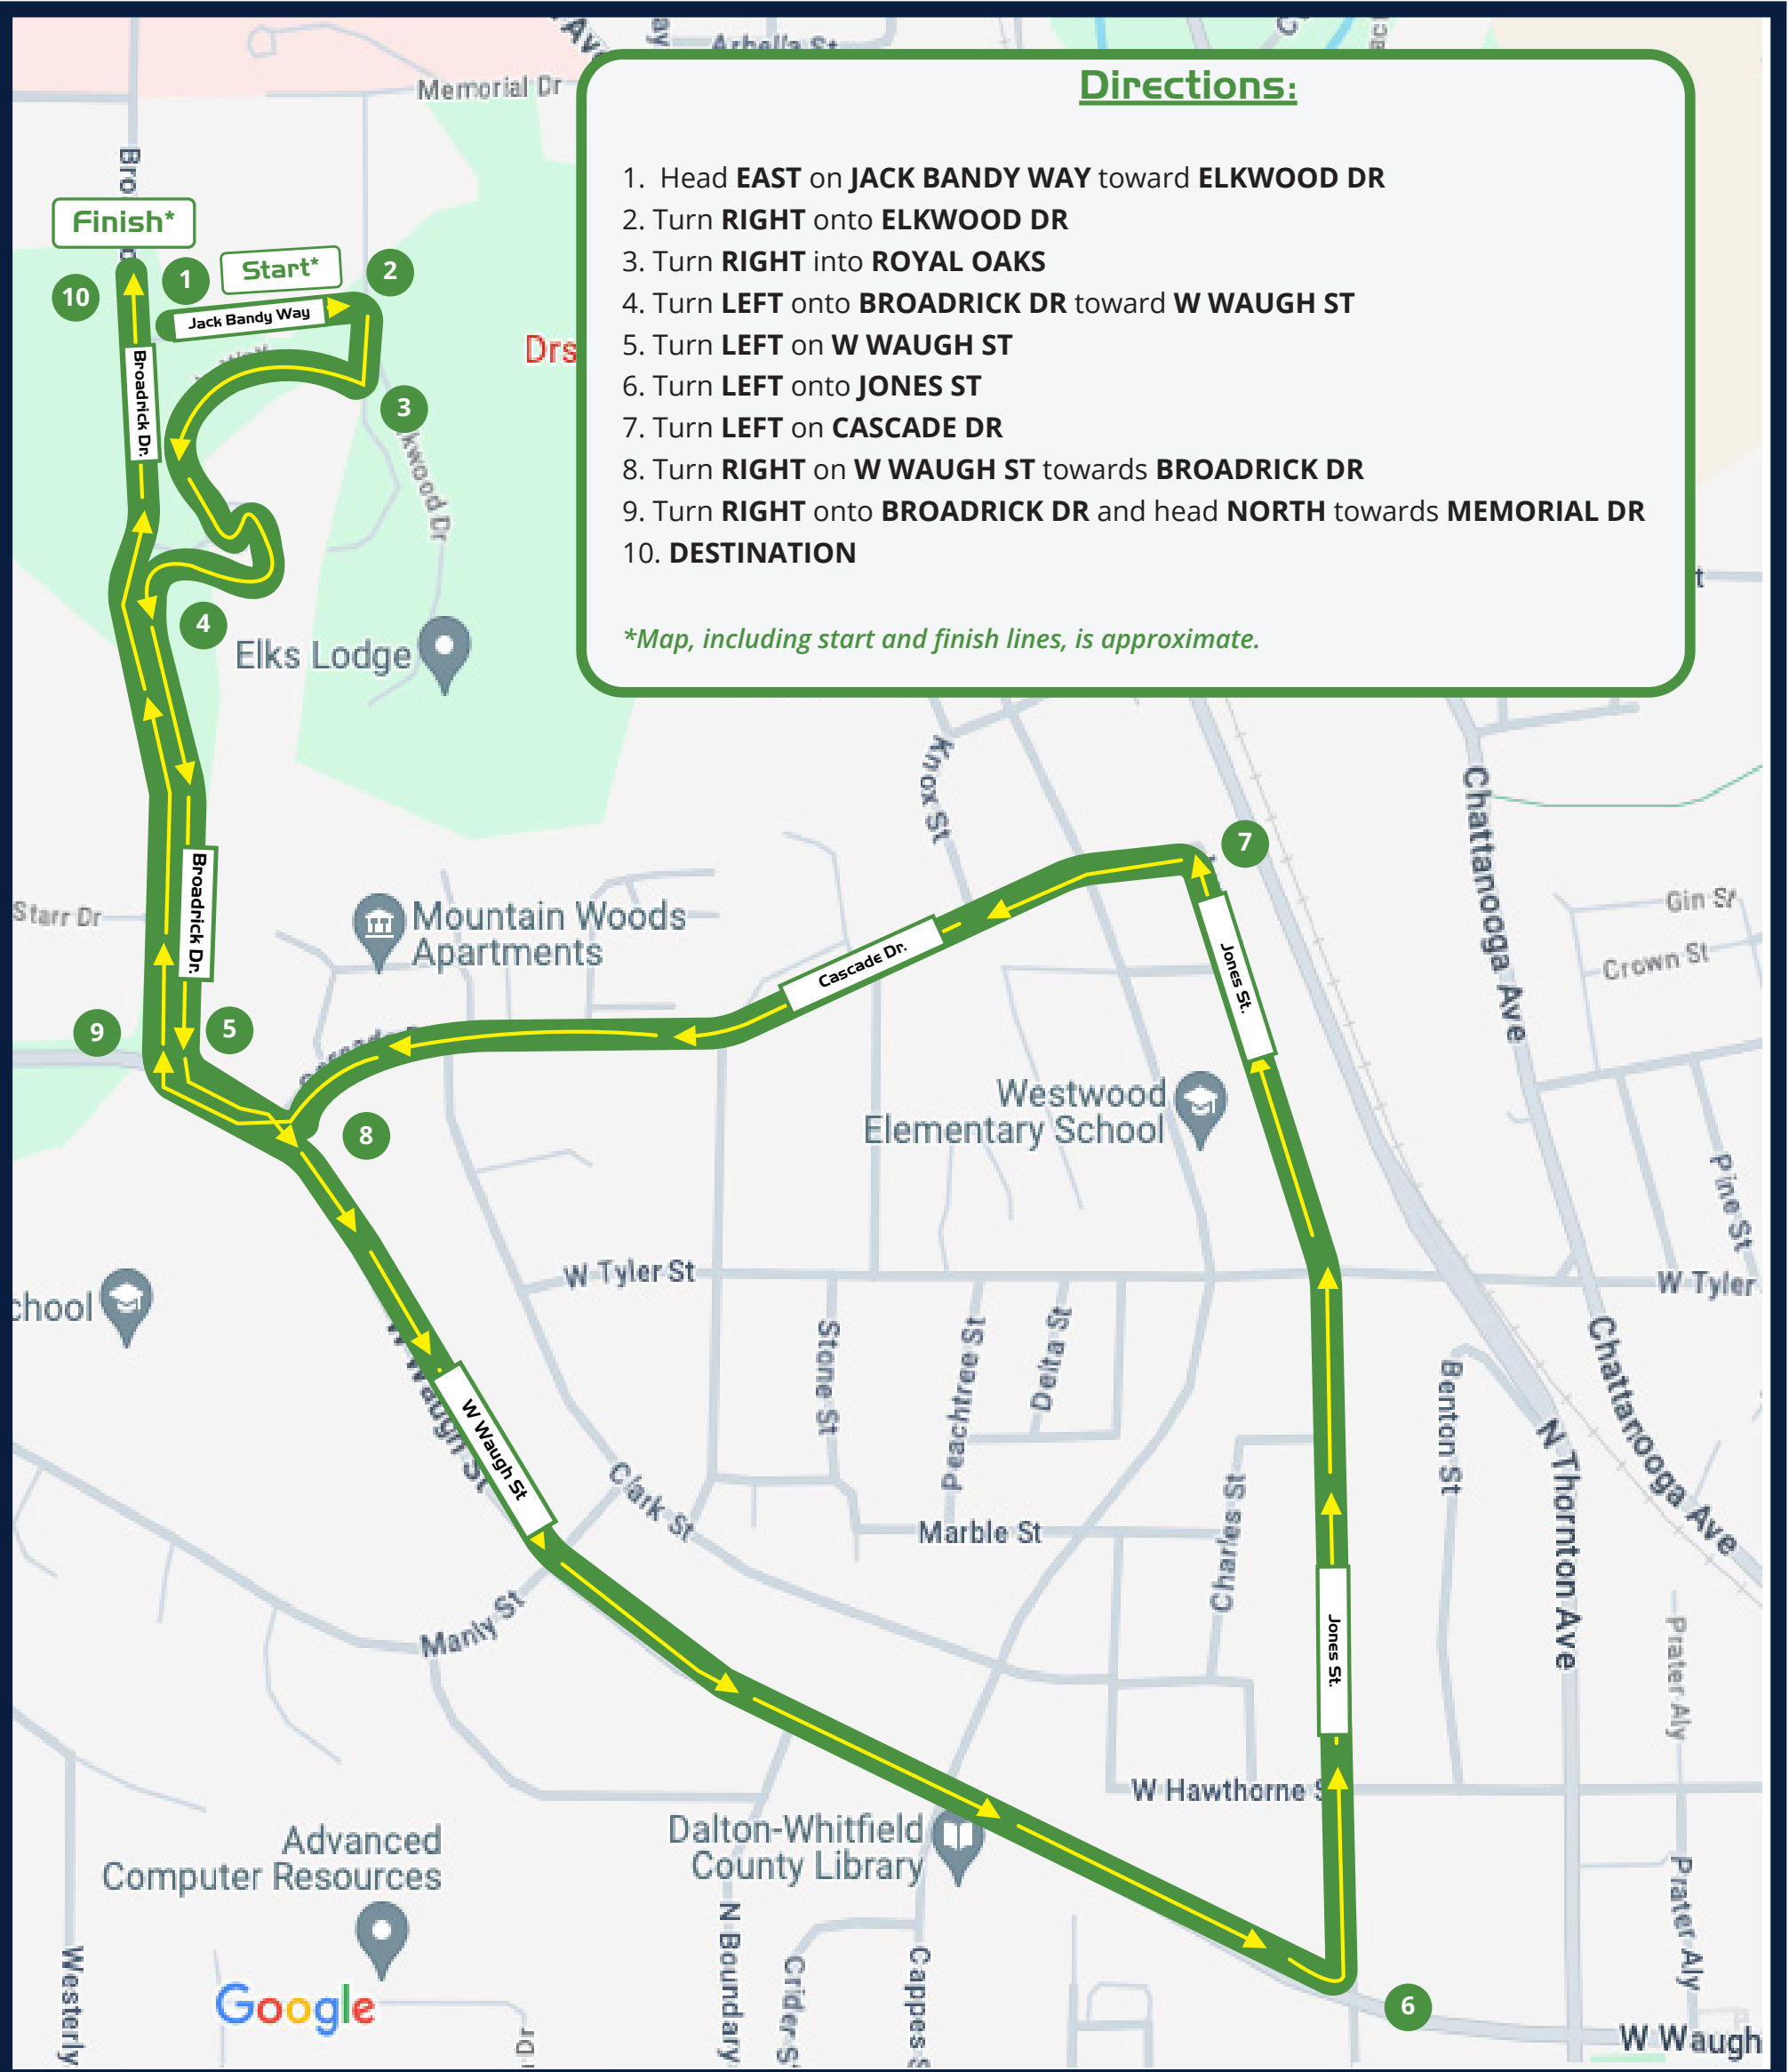 Arbella St
Memorial Dr
Directions:
1. Head EAST on JACK BANDY WAY toward ELKWOOD DR
2. Turn RIGHT onto ELKWOOD DR
3. Turn RIGHT into ROYAL OAKS
4. Turn LEFT onto BROADRICK DR toward W WAUGH ST
5. Turn LEFT on W WAUGH ST
6. Turn LEFT onto JONES ST
7. Turn LEFT on CASCADE DR
8. Turn RIGHT on W WAUGH ST towards BROADRICK DR
9. Turn RIGHT onto BROADRICK DR and head NORTH towards MEMORIAL DR
10. DESTINATION
*Map, including start and finish lines, is approximate.
Finish*
Start*
10
1
2
Jack Bandy Way
Drs
Broadrick Dr.
3
kwood Dr
4
Elks Lodge
Knox St
7
Chattanooga Ave
Starr Dr
Broadrick Dr.
Mountain Woods
Apartments
Cascade Dr.
Jones St.
Gin St
Crown St
9
5
8
Westwood
Elementary School
Pine St
W Tyler St
W Tyler
chool
W Waugh St
W Waugh St
Stone St
Peachtree St
Delta St
Benton St
Chattanooga Ave
N Thornton Ave
Clark St
Marble St
Charles St
Manly St
Jones St.
Prater Aly
W Hawthorne S
Advanced
Computer Resources
Dalton-Whitfield
County Library
Prater Aly
Westerly
N Boundary
Crider S
Cappes S
Google
Dr
6
W Waugh